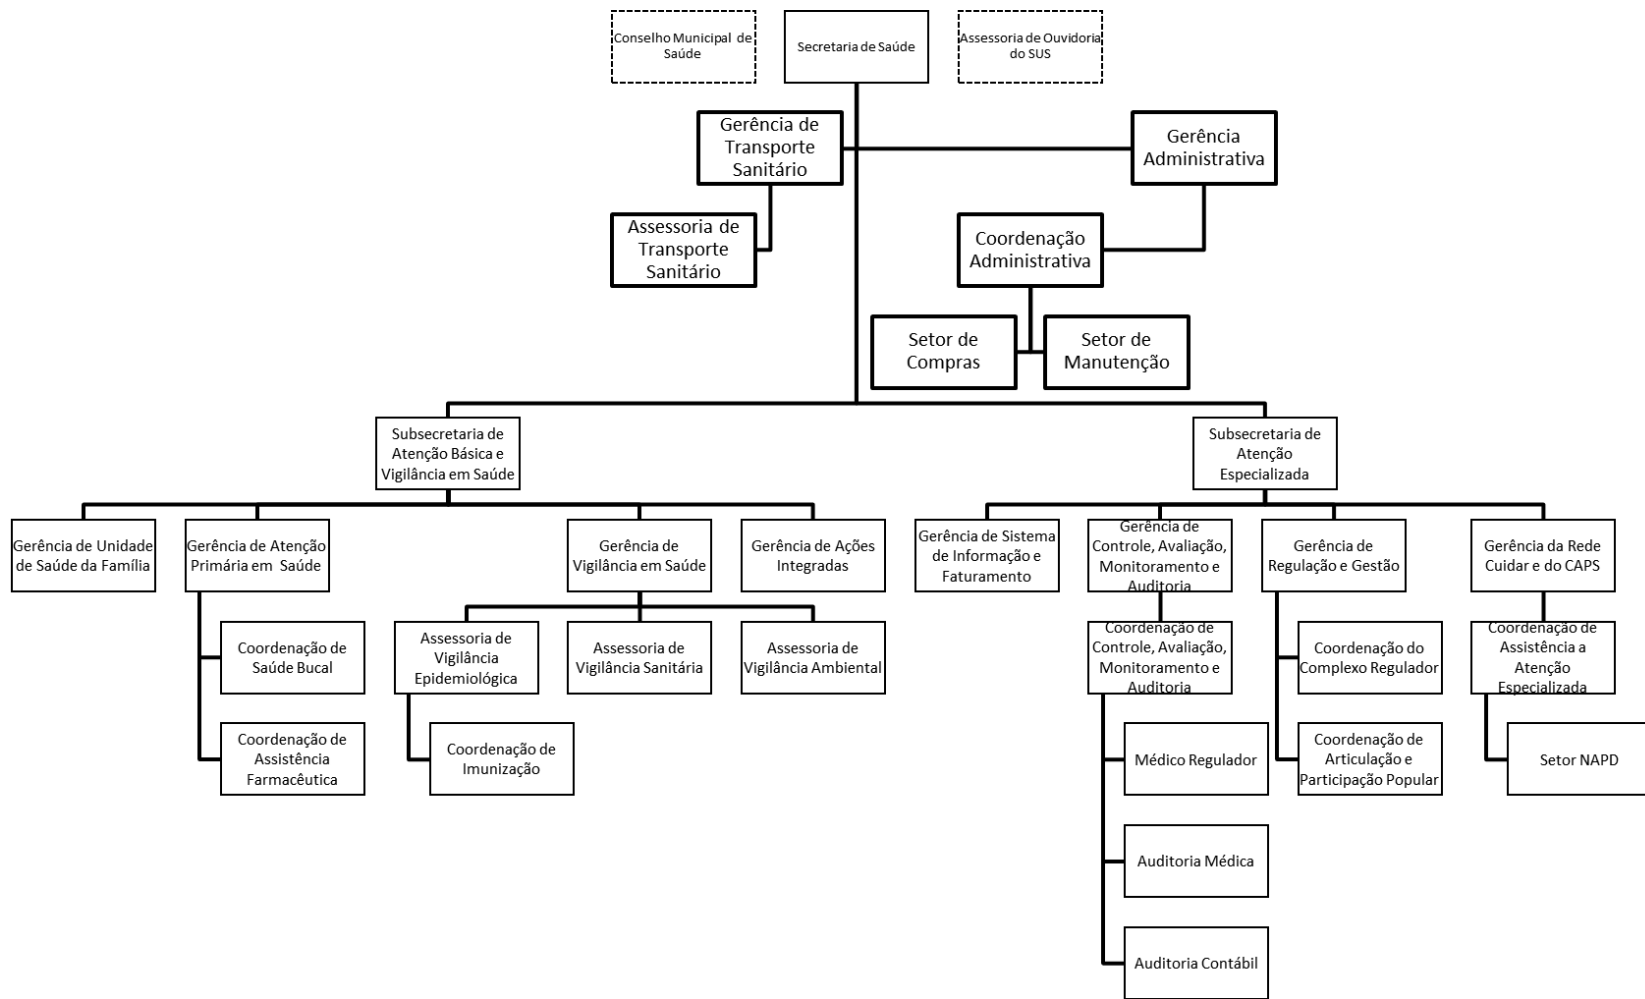 Conselho Municipal de
Saúde
Secretaria de Saúde
Assessoria de Ouvidoria
do SUS
Gerência de
Transporte
Sanitário
Gerência
Administrativa
Assessoria de
Transporte
Sanitário
Coordenação
Administrativa
Setor de
Compras
Setor de
Manutenção
Subsecretaria de
Atenção Básica e
Vigilância em Saúde
Subsecretaria de
Atenção
Especializada
Gerência de Unidade
de Saúde da Família
Gerência de Atenção
Primária em Saúde
Gerência de
Vigilância em Saúde
Gerência de Ações
Integradas
Gerência de Sistema
de Informação e
Faturamento
Gerência de
Controle, Avaliação,
Monitoramento e
Auditoria
Gerência de
Regulação e Gestão
Gerência da Rede
Cuidar e do CAPS
Coordenação de
Saúde Bucal
Assessoria de
Vigilância
Epidemiológica
Assessoria de
Vigilância Sanitária
Assessoria de
Vigilância Ambiental
Coordenação de
Controle, Avaliação,
Monitoramento e
Auditoria
Coordenação do
Complexo Regulador
Coordenação de
Assistência a
Atenção
Especializada
Coordenação de
Assistência
Farmacêutica
Coordenação de
Imunização
Médico Regulador
Coordenação de
Articulação e
Participação Popular
Setor NAPD
Auditoria Médica
Auditoria Contábil